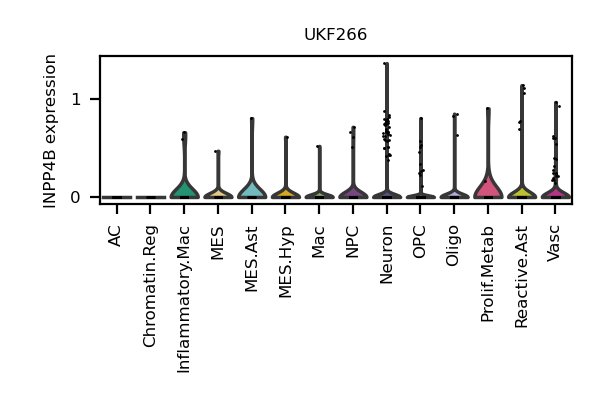 UKF266
INPP4B expression
1
0
AC
Chromatin.Reg
Inflammatory.Mac
MES
MES.Ast
MES.Hyp
Mac
NPC
Neuron
OPC
Oligo
Prolif.Metab
Reactive.Ast
Vasc